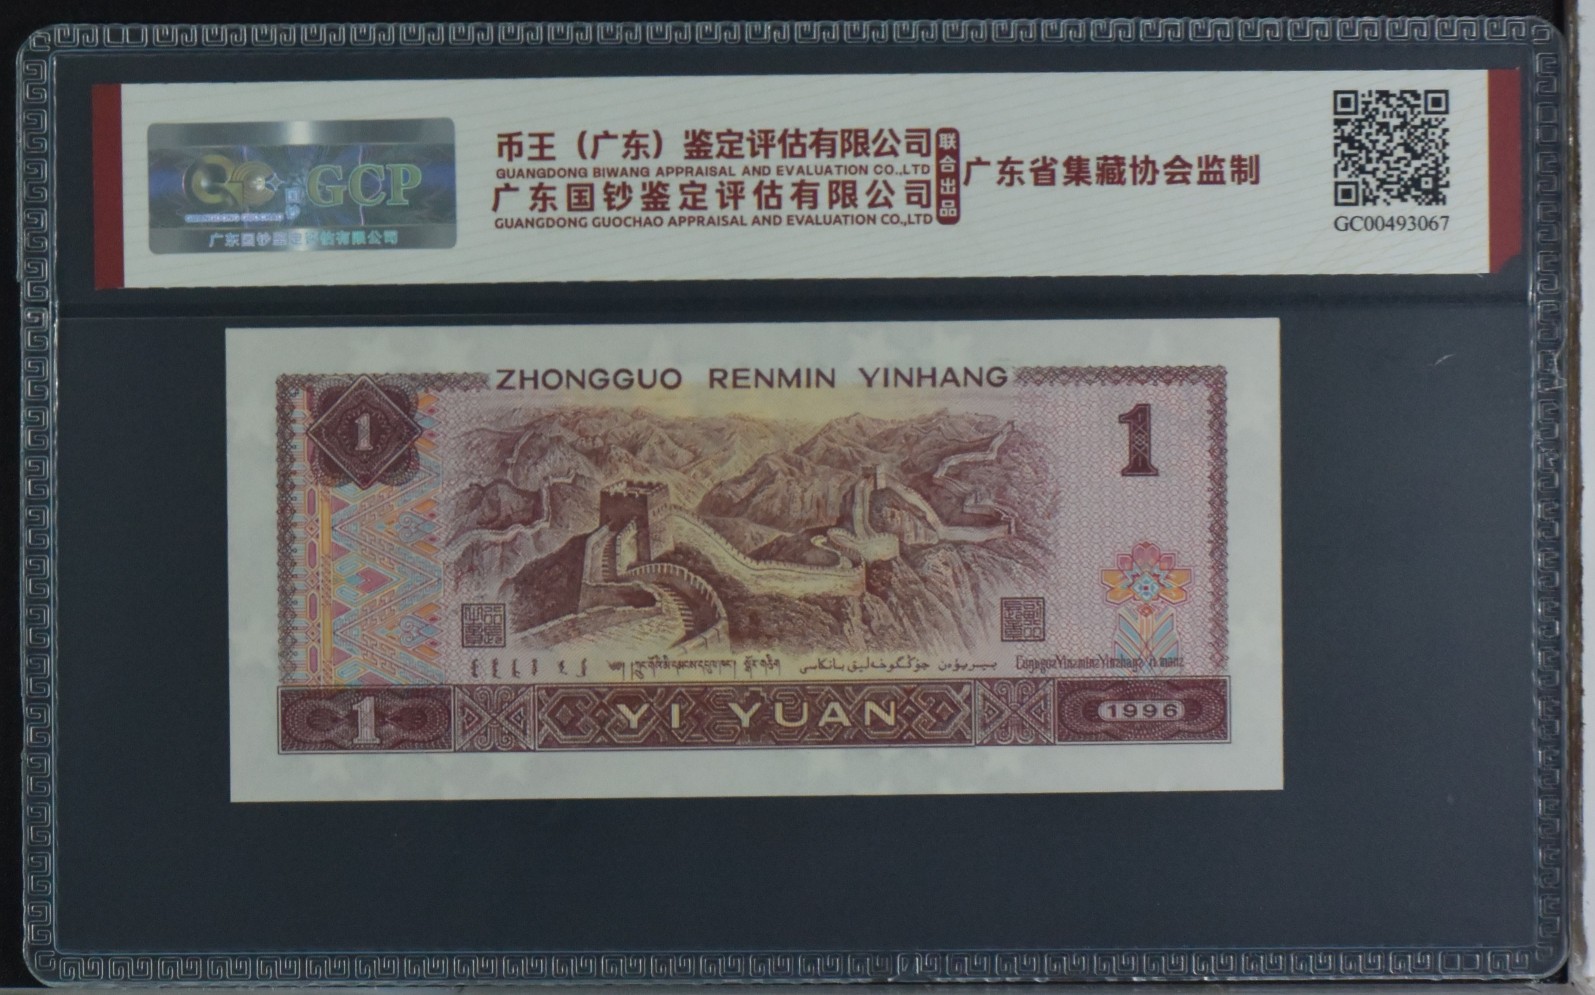 GCP
广东国钞鉴定评估有限公司
币王（广东）鉴定评估有限公司
GUANGDONG BIWANG APPRAISAL AND EVALUATION CO.,LTD
广东国钞鉴定评估有限公司
GUANGDONG GUOCHAO APPRAISAL AND EVALUATION CO.,LTD
联合出品
广东省集藏协会监制
GC00493067
ZHONGGUO RENMIN YINHANG
1
1
1
YI YUAN
1996